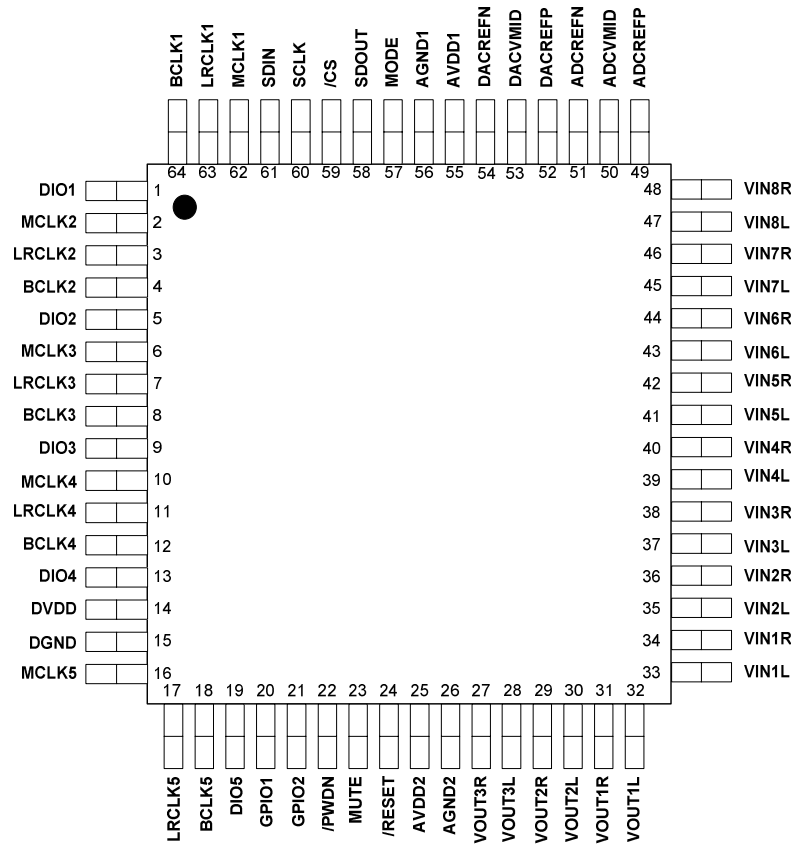 BCLK1 LRCLK1 MCLK1 SDIN SCLK /CS SDOUT MODE AGND1 AVDD1 DACREFN DACVMID DACREFP ADCREFN ADCVMID ADCREFP
64 63 62 61 60 59 58 57 56 55 54 53 52 51 50 49
DIO1 1 48 VIN8R
MCLK2 2 47 VIN8L
LRCLK2 3 46 VIN7R
BCLK2 4 45 VIN7L
DIO2 5 44 VIN6R
MCLK3 6 43 VIN6L
LRCLK3 7 42 VIN5R
BCLK3 8 41 VIN5L
DIO3 9 40 VIN4R
MCLK4 10 39 VIN4L
LRCLK4 11 38 VIN3R
BCLK4 12 37 VIN3L
DIO4 13 36 VIN2R
DVDD 14 35 VIN2L
DGND 15 34 VIN1R
MCLK5 16 33 VIN1L
17 18 19 20 21 22 23 24 25 26 27 28 29 30 31 32
LRCLK5 BCLK5 DIO5 GPIO1 GPIO2 /PWDN MUTE /RESET AVDD2 AGND2 VOUT3R VOUT3L VOUT2R VOUT2L VOUT1R VOUT1L